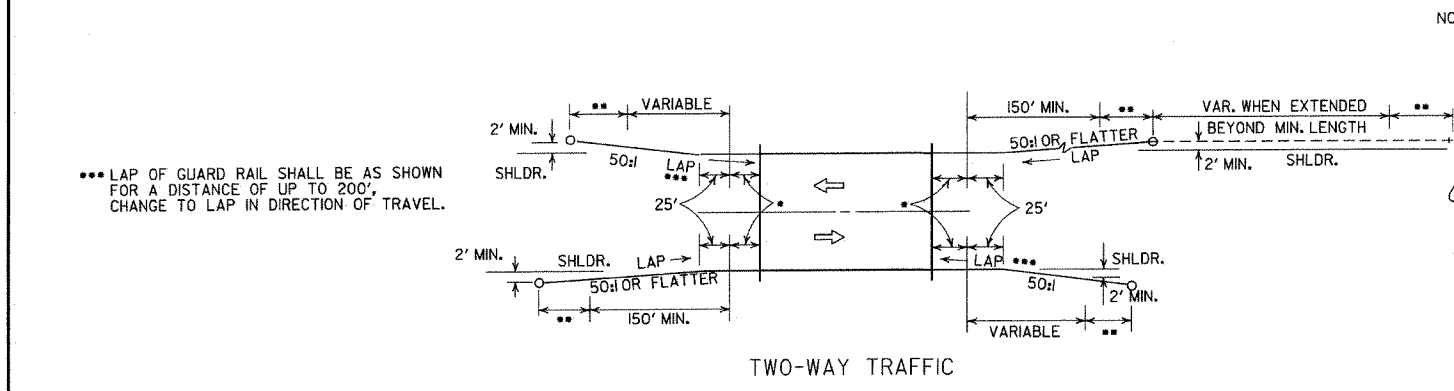 NO
** VARIABLE
150' MIN. ** VAR. WHEN EXTENDED **
2' MIN.
50:1 OR FLATTER BEYOND MIN. LENGTH
SHLDR. 50:1 LAP LAP 2' MIN. SHLDR.
***
*** LAP OF GUARD RAIL SHALL BE AS SHOWN
FOR A DISTANCE OF UP TO 200',
CHANGE TO LAP IN DIRECTION OF TRAVEL.
25' * * 25'
2' MIN. SHLDR. LAP LAP *** SHLDR.
50:1 OR FLATTER 50:1 2' MIN.
** 150' MIN. VARIABLE **
TWO-WAY TRAFFIC